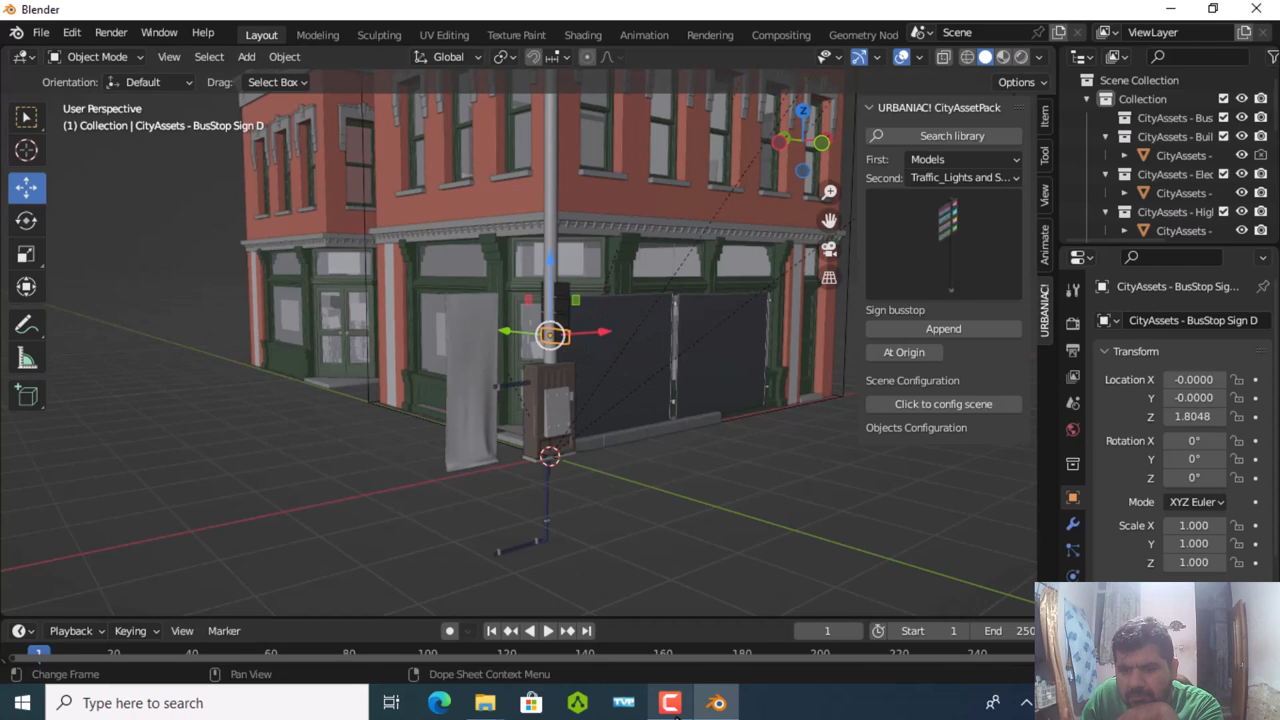 Blender
File Edit Render Window Help Layout Modeling Sculpting UV Editing Texture Paint Shading Animation Rendering Compositing Geometry Nod Scene ViewLayer
Object Mode View Select Add Object Global
Orientation: Default Drag: Select Box Options
User Perspective
(1) Collection | CityAssets - BusStop Sign D
Z
URBANIAC! CityAssetPack
Search library
First: Models
Second: Traffic_Lights and S...
Sign busstop
Append
At Origin
Scene Configuration
Click to config scene
Objects Configuration
Item
Tool
View
Animate
URBANIAC!
Scene Collection
Collection
CityAssets - Bus
CityAssets - Buil
CityAssets -
CityAssets - Elec
CityAssets -
CityAssets - High
CityAssets -
CityAssets - BusStop Sig...
CityAssets - BusStop Sign D
Transform
Location X -0.0000
Y -0.0000
Z 1.8048
Rotation X 0°
Y 0°
Z 0°
Mode XYZ Euler
Scale X 1.000
Y 1.000
Z 1.000
Playback Keying View Marker 1 Start 1 End 250
20 40 60 80 100 120 140 160 180 200 220 240
Change Frame Pan View Dope Sheet Context Menu
Type here to search TVP